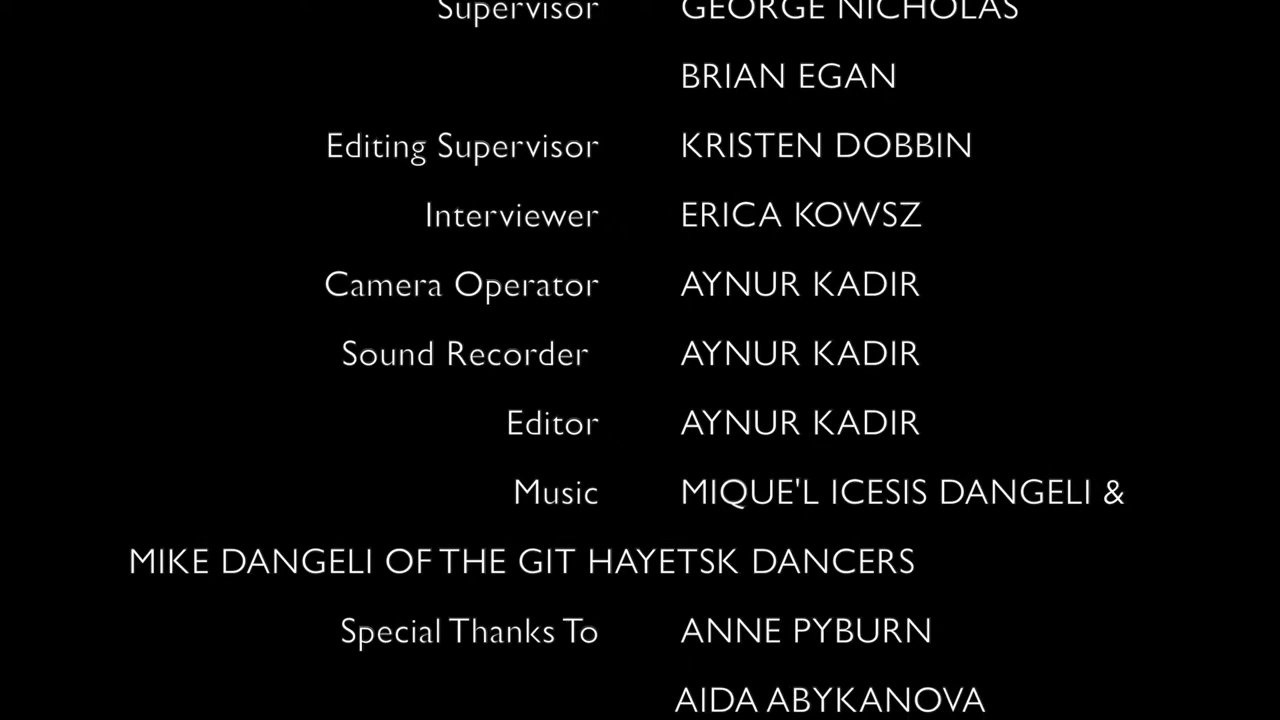 Supervisor GEORGE NICHOLAS
BRIAN EGAN
Editing Supervisor KRISTEN DOBBIN
Interviewer ERICA KOWSZ
Camera Operator AYNUR KADIR
Sound Recorder AYNUR KADIR
Editor AYNUR KADIR
Music MIQUE'L ICESIS DANGELI &
MIKE DANGELI OF THE GIT HAYETSK DANCERS
Special Thanks To ANNE PYBURN
AIDA ABYKANOVA